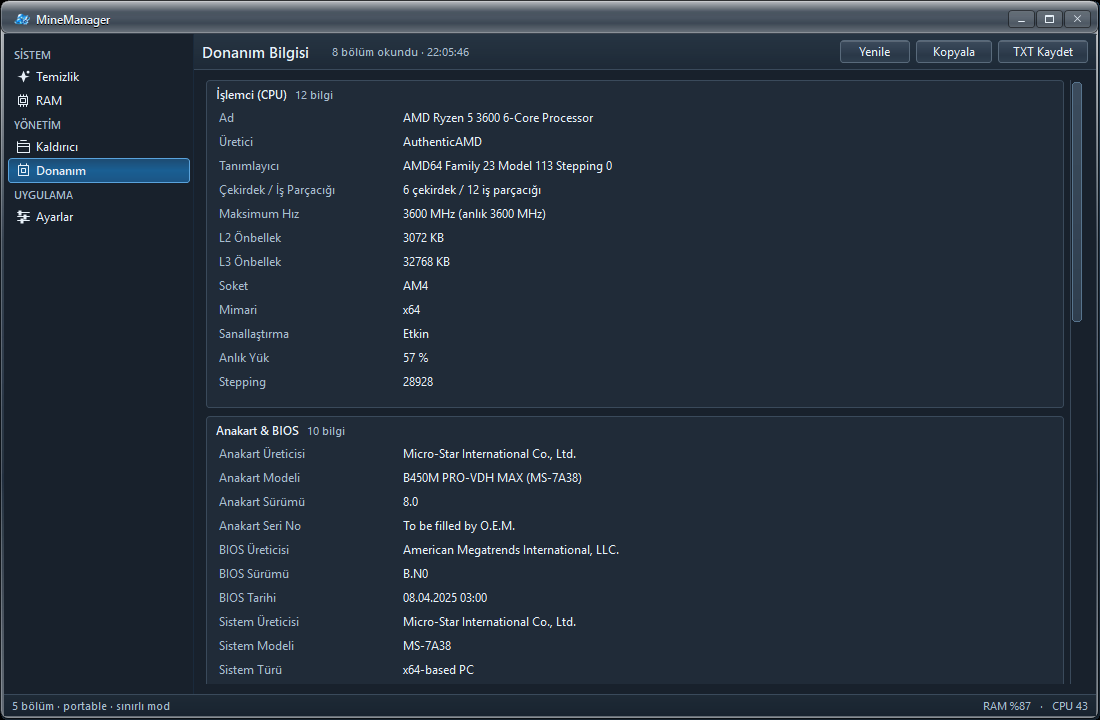 MineManager
SİSTEM
Temizlik
RAM
YÖNETİM
Kaldırıcı
Donanım
UYGULAMA
Ayarlar
Donanım Bilgisi 8 bölüm okundu · 22:05:46 Yenile Kopyala TXT Kaydet
İşlemci (CPU) 12 bilgi
Ad AMD Ryzen 5 3600 6-Core Processor
Üretici AuthenticAMD
Tanımlayıcı AMD64 Family 23 Model 113 Stepping 0
Çekirdek / İş Parçacığı 6 çekirdek / 12 iş parçacığı
Maksimum Hız 3600 MHz (anlık 3600 MHz)
L2 Önbellek 3072 KB
L3 Önbellek 32768 KB
Soket AM4
Mimari x64
Sanallaştırma Etkin
Anlık Yük 57 %
Stepping 28928
Anakart & BIOS 10 bilgi
Anakart Üreticisi Micro-Star International Co., Ltd.
Anakart Modeli B450M PRO-VDH MAX (MS-7A38)
Anakart Sürümü 8.0
Anakart Seri No To be filled by O.E.M.
BIOS Üreticisi American Megatrends International, LLC.
BIOS Sürümü B.N0
BIOS Tarihi 08.04.2025 03:00
Sistem Üreticisi Micro-Star International Co., Ltd.
Sistem Modeli MS-7A38
Sistem Türü x64-based PC
5 bölüm · portable · sınırlı mod RAM %87 · CPU 43